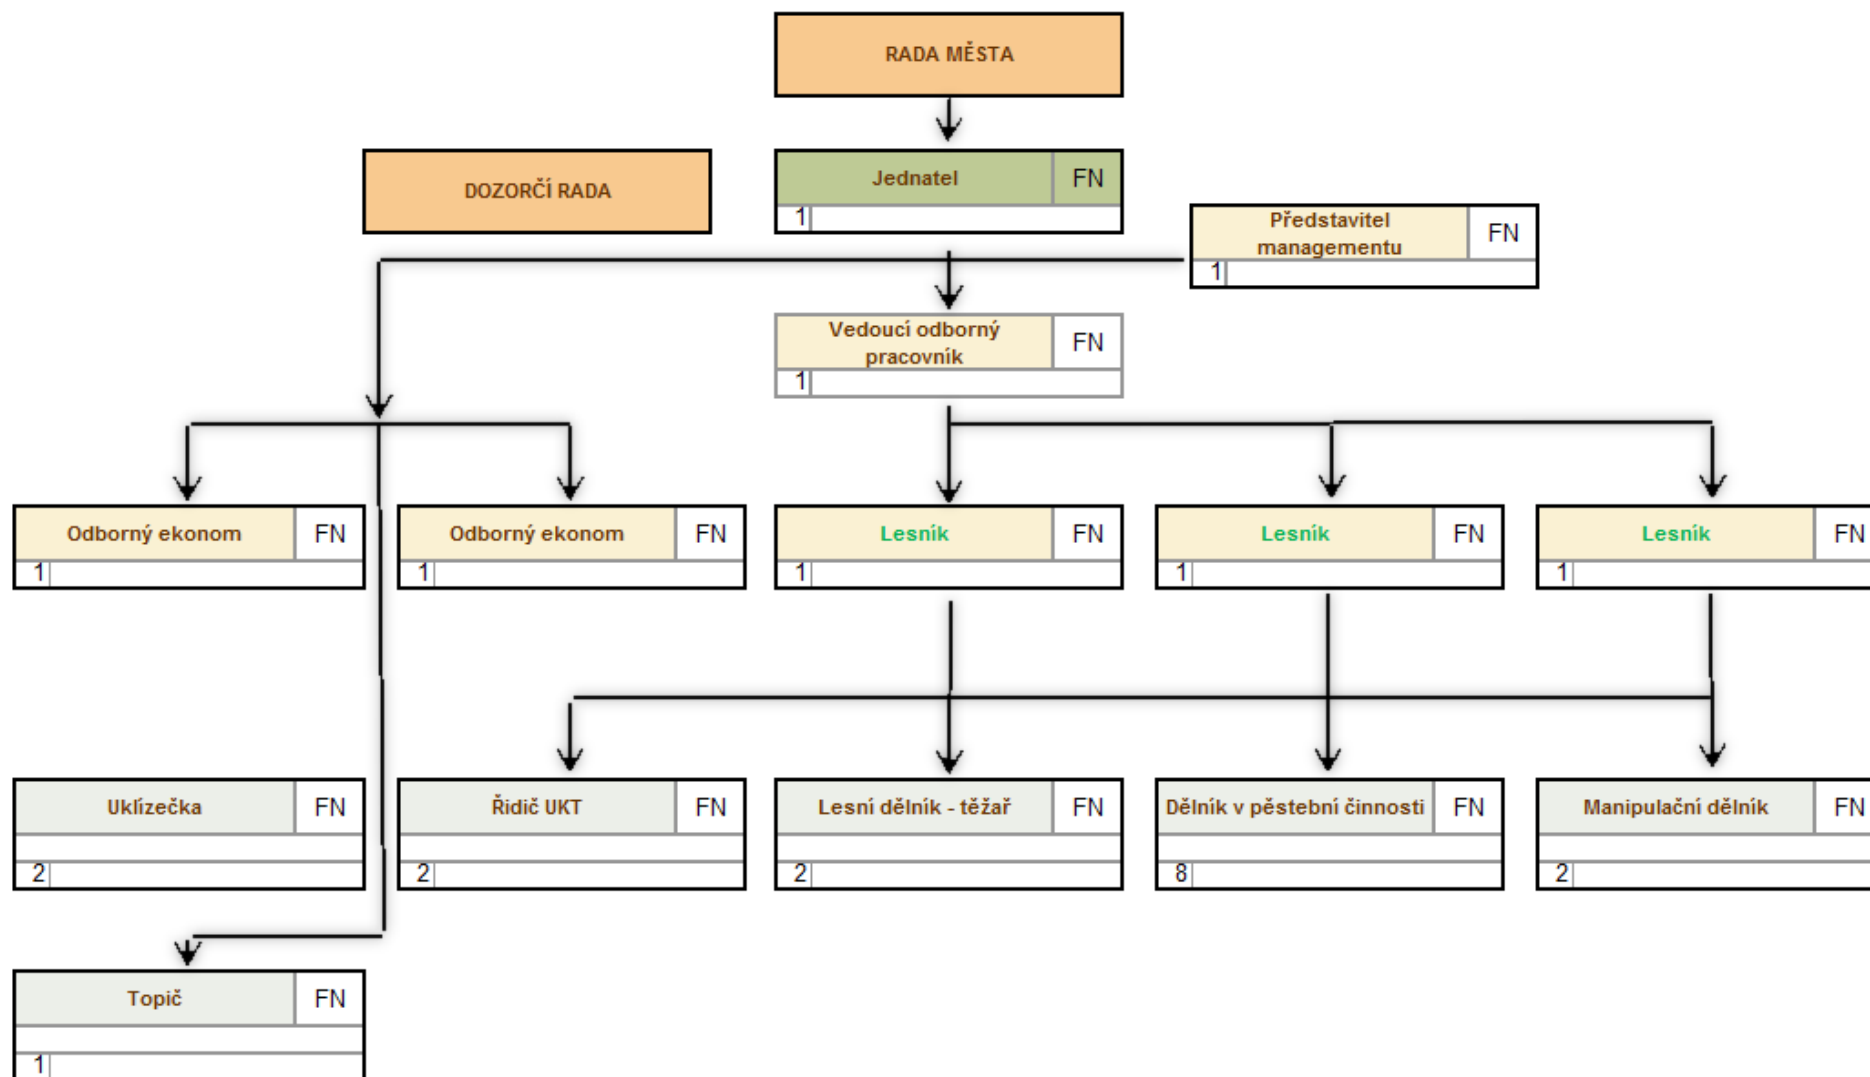 RADA MĚSTA
DOZORČÍ RADA
Jednatel FN
1
Představitel
managementu FN
1
Vedoucí odborný
pracovník FN
1
Odborný ekonom FN
1
Odborný ekonom FN
1
Lesník FN
1
Lesník FN
1
Lesník FN
1
Uklízečka FN
2
Řidič UKT FN
2
Lesní dělník - těžař FN
2
Dělník v pěstební činnosti FN
8
Manipulační dělník FN
2
Topič FN
1